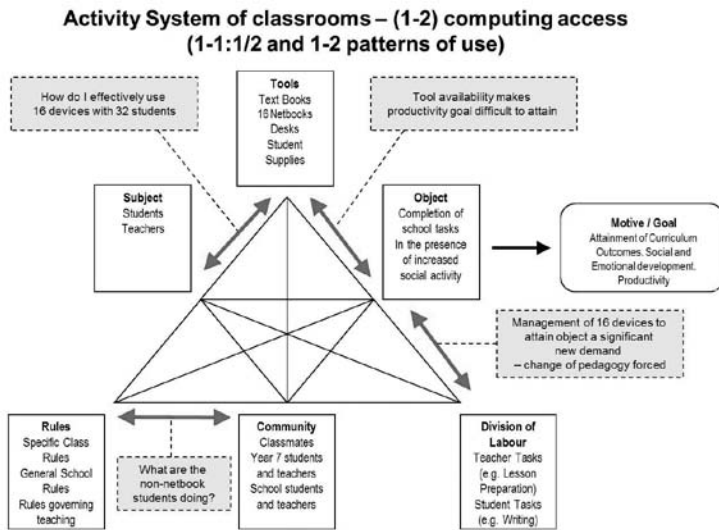 Activity System of classrooms – (1-2) computing access
(1-1:1/2 and 1-2 patterns of use)
How do I effectively use
16 devices with 32 students
Tools
Text Books
16 Netbooks
Desks
Student
Supplies
Tool availability makes
productivity goal difficult to attain
Subject
Students
Teachers
Object
Completion of
school tasks
In the presence
of increased
social activity
Motive / Goal
Attainment of Curriculum
Outcomes. Social and
Emotional development.
Productivity
Management of 16 devices to
attain object a significant
new demand
– change of pedagogy forced
Rules
Specific Class
Rules
General School
Rules
Rules governing
teaching
What are the
non-netbook
students doing?
Community
Classmates
Year 7 students
and teachers
School students
and teachers
Division of
Labour
Teacher Tasks
(e.g. Lesson
Preparation)
Student Tasks
(e.g. Writing)